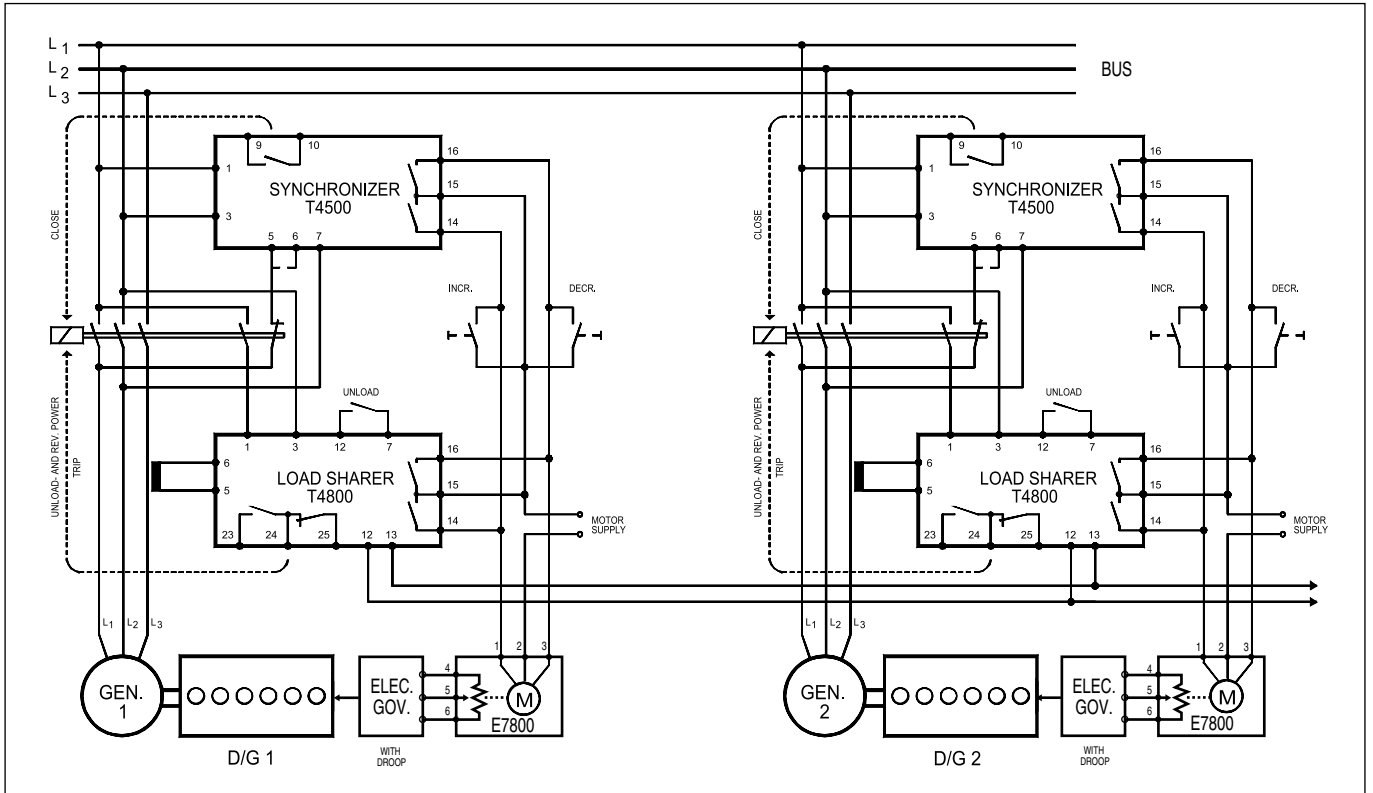 L1
L2
L3
BUS
9 10
1
3
SYNCHRONIZER
T4500
16
15
14
5 6 7
CLOSE
INCR.
DECR.
UNLOAD- AND REV. POWER
TRIP
UNLOAD
1 3 12 7
6
5
LOAD SHARER
T4800
16
15
14
23 24 25 12 13
MOTOR
SUPPLY
L1 L2 L3
GEN.
1
D/G 1
ELEC.
GOV.
WITH
DROOP
4
5
6
1 2 3
M
E7800
9 10
1
3
SYNCHRONIZER
T4500
16
15
14
5 6 7
CLOSE
INCR.
DECR.
UNLOAD- AND REV. POWER
TRIP
UNLOAD
1 3 12 7
6
5
LOAD SHARER
T4800
16
15
14
23 24 25 12 13
MOTOR
SUPPLY
L1 L2 L3
GEN.
2
D/G 2
ELEC.
GOV.
WITH
DROOP
4
5
6
1 2 3
M
E7800